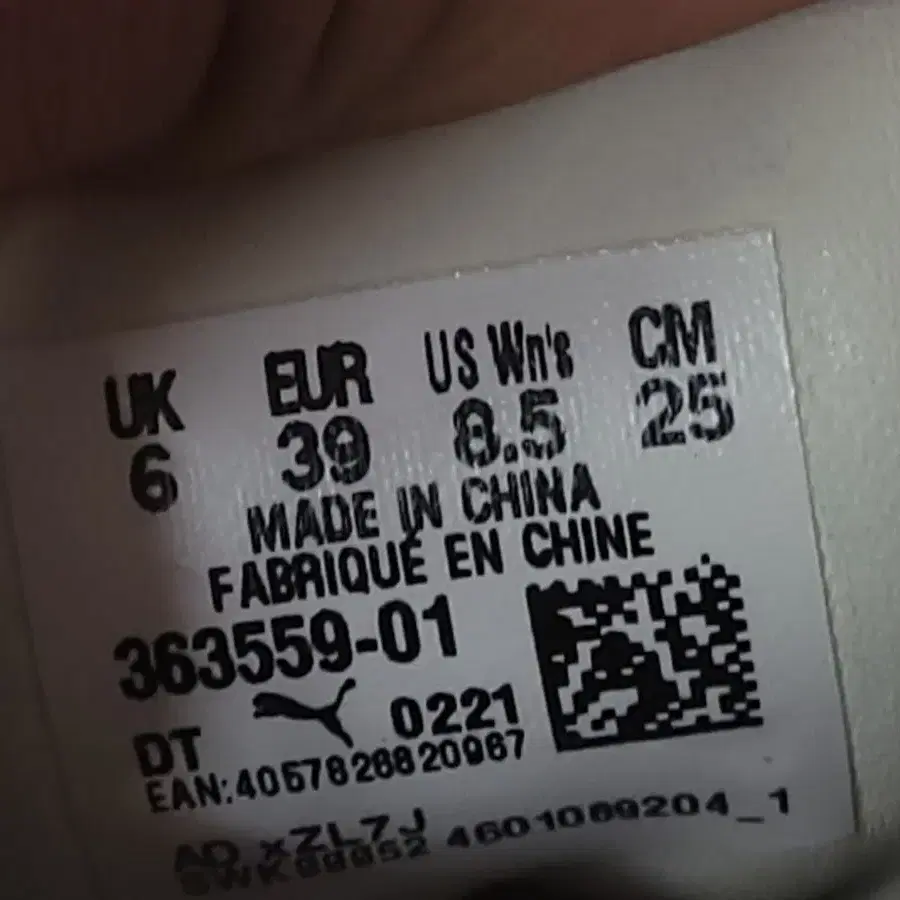 UK EUR US Wn's CM
6 39 8.5 25
MADE IN CHINA
FABRIQUÉ EN CHINE
363559-01
DT 0221
EAN:4057828820967
4601089204_1